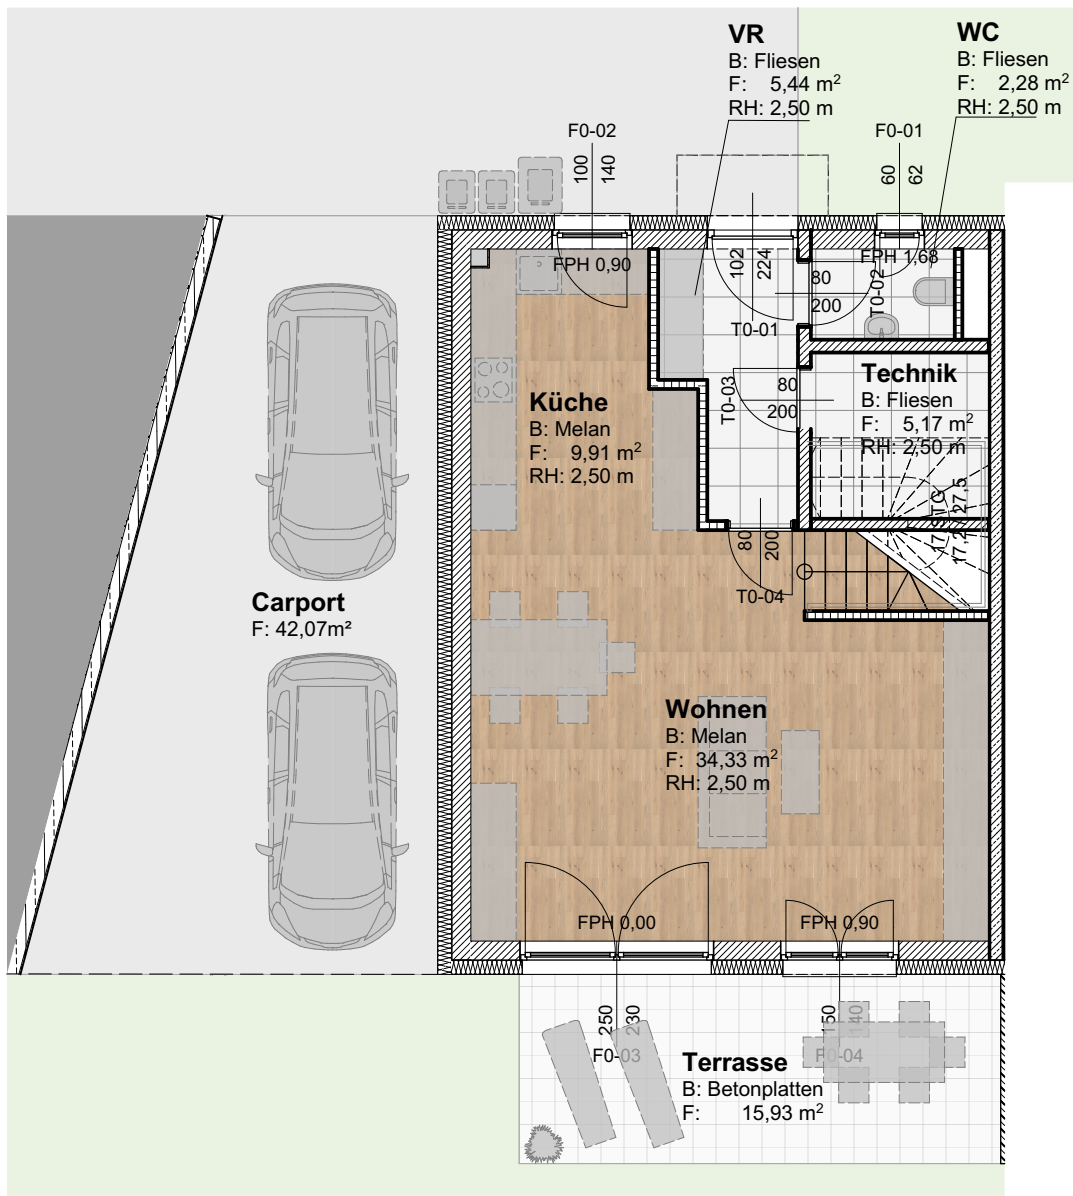 VR
B: Fliesen
F: 5,44 m²
RH: 2,50 m
WC
B: Fliesen
F: 2,28 m²
RH: 2,50 m
F0-02
100
140
F0-01
60
62
FPH 0,90
102
224
T0-01
FPH 1,68
80
200
T0-02
T0-03
80
200
Technik
B: Fliesen
F: 5,17 m²
RH: 2,50 m
Küche
B: Melan
F: 9,91 m²
RH: 2,50 m
80
200
T0-04
Carport
F: 42,07m²
Wohnen
B: Melan
F: 34,33 m²
RH: 2,50 m
FPH 0,00
FPH 0,90
250
230
F0-03
150
140
F0-04
Terrasse
B: Betonplatten
F: 15,93 m²